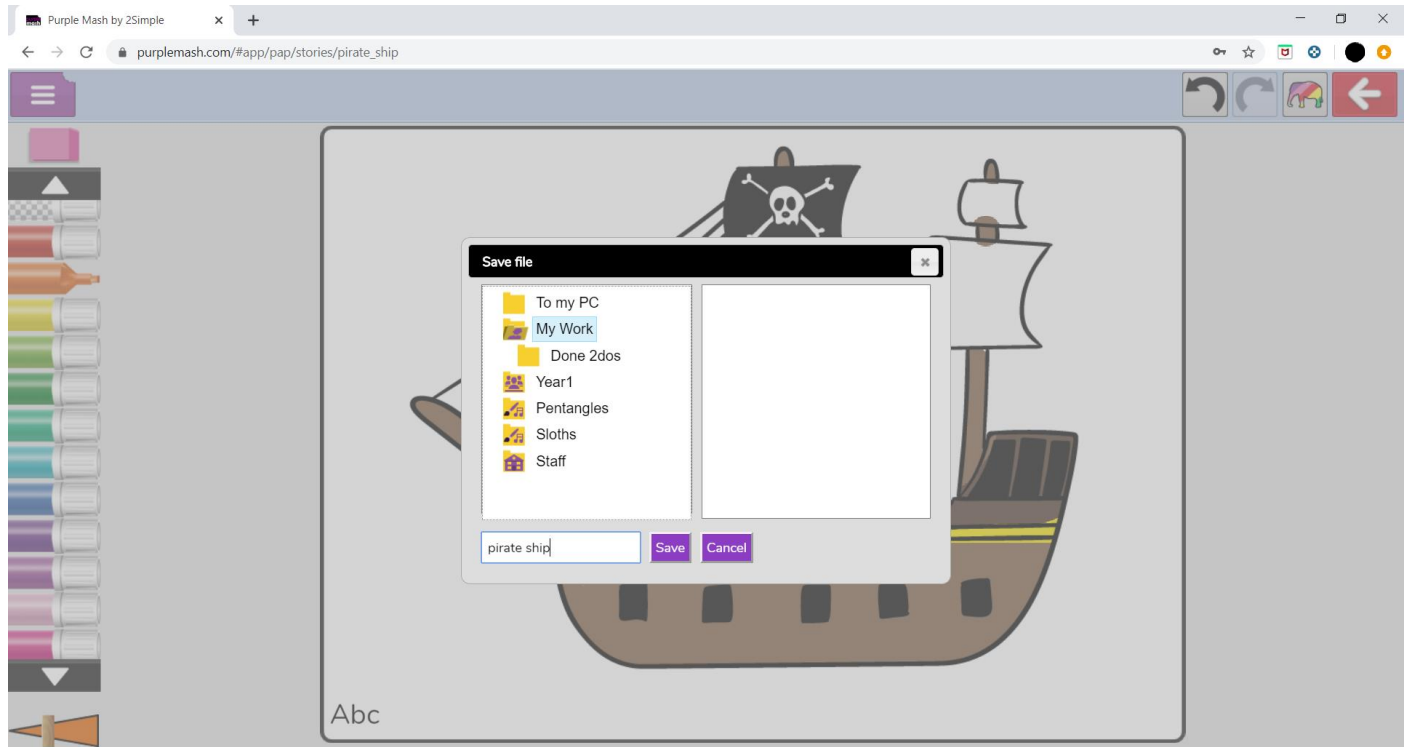 Purple Mash by 2Simple
purplemash.com/#app/pap/stories/pirate_ship
Save file
To my PC
My Work
Done 2dos
Year1
Pentangles
Sloths
Staff
pirate ship
Save
Cancel
Abc